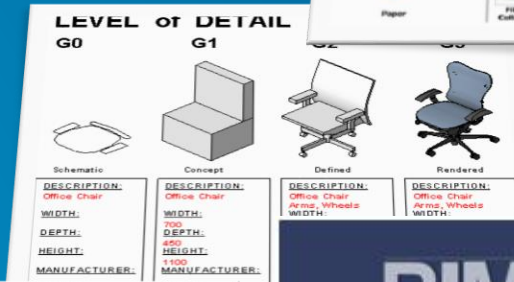 LEVEL of DETAIL
G0 G1
Paper
Schematic Concept Defined Rendered
DESCRIPTION: DESCRIPTION: DESCRIPTION: DESCRIPTION:
Office Chair Office Chair Office Chair Office Chair
Arms, Wheels Arms, Wheels
WIDTH: WIDTH: WIDTH: WIDTH:
700
DEPTH: DEPTH:
450
HEIGHT: HEIGHT:
1100
MANUFACTURER: MANUFACTURER: